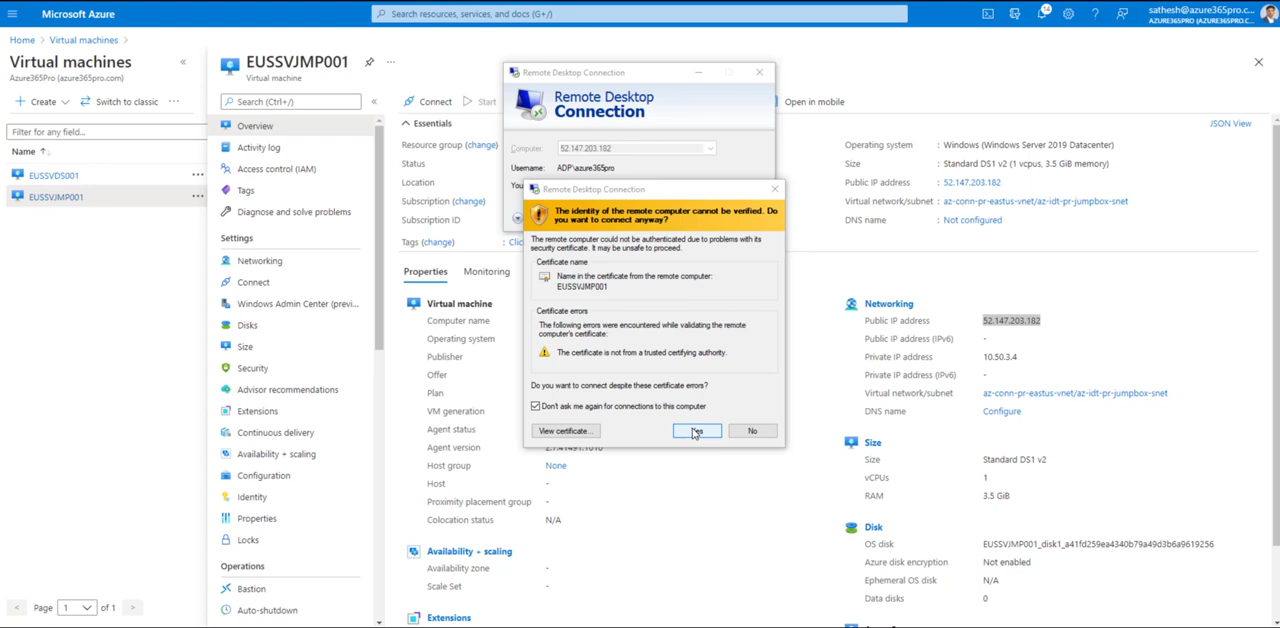 Microsoft Azure
Search resources, services, and docs (G+/)
14
sathesh@azure365pro.c...
AZURE365PRO (AZURE365PRO.C...
Home > Virtual machines >
Virtual machines
Azure365Pro (azure365pro.com)
+ Create
Switch to classic
...
Filter for any field...
Name ↑
EUSSVDS001
...
EUSSVJMP001
...
< Page 1 of 1 >
EUSSVJMP001
...
Virtual machine
Search (Ctrl+/)
Overview
Activity log
Access control (IAM)
Tags
Diagnose and solve problems
Settings
Networking
Connect
Windows Admin Center (previ...
Disks
Size
Security
Advisor recommendations
Extensions
Continuous delivery
Availability + scaling
Configuration
Identity
Properties
Locks
Operations
Bastion
Auto-shutdown
Connect
Start
Open in mobile
Essentials
JSON View
Resource group (change)
Status
Location
Subscription (change)
Subscription ID
Tags (change)
: Clic
Operating system : Windows (Windows Server 2019 Datacenter)
Size : Standard DS1 v2 (1 vcpus, 3.5 GiB memory)
Public IP address : 52.147.203.182
Virtual network/subnet : az-conn-pr-eastus-vnet/az-idt-pr-jumpbox-snet
DNS name : Not configured
Properties
Monitoring
Virtual machine
Computer name
Operating system
Publisher
Offer
Plan
VM generation
Agent status
Agent version 2.7.41491.1010
Host group None
Host -
Proximity placement group -
Colocation status N/A
Availability + scaling
Availability zone -
Scale Set -
Extensions
Networking
Public IP address 52.147.203.182
Public IP address (IPv6) -
Private IP address 10.50.3.4
Private IP address (IPv6) -
Virtual network/subnet az-conn-pr-eastus-vnet/az-idt-pr-jumpbox-snet
DNS name Configure
Size
Size Standard DS1 v2
vCPUs 1
RAM 3.5 GiB
Disk
OS disk EUSSVJMP001_disk1_a41fd259ea4340b79a49d3b6a9619256
Azure disk encryption Not enabled
Ephemeral OS disk N/A
Data disks 0
Remote Desktop Connection
Remote Desktop
Connection
Computer: 52.147.203.182
Username: ADP\azure365pro
You
Remote Desktop Connection
The identity of the remote computer cannot be verified. Do
you want to connect anyway?
The remote computer could not be authenticated due to problems with its
security certificate. It may be unsafe to proceed.
Certificate name
Name in the certificate from the remote computer:
EUSSVJMP001
Certificate errors
The following errors were encountered while validating the remote
computer's certificate:
The certificate is not from a trusted certifying authority.
Do you want to connect despite these certificate errors?
Don't ask me again for connections to this computer
View certificate...
Yes
No